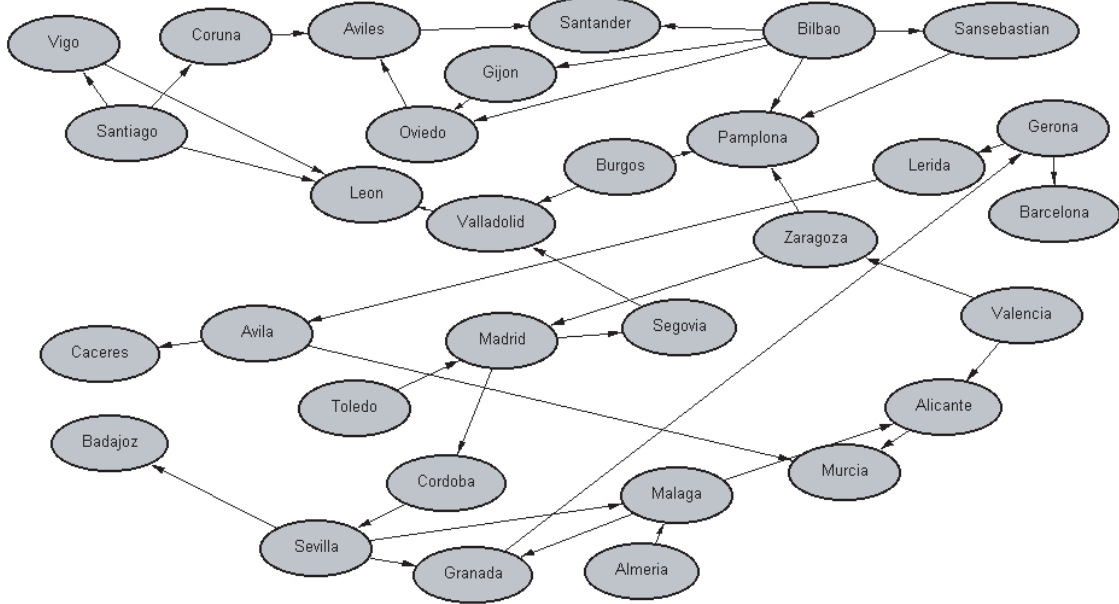 Vigo
Coruna
Aviles
Santander
Bilbao
Sansebastian
Gijon
Santiago
Oviedo
Pamplona
Gerona
Burgos
Lerida
Leon
Valladolid
Barcelona
Zaragoza
Valencia
Avila
Madrid
Segovia
Caceres
Toledo
Alicante
Badajoz
Murcia
Cordoba
Malaga
Sevilla
Granada
Almeria